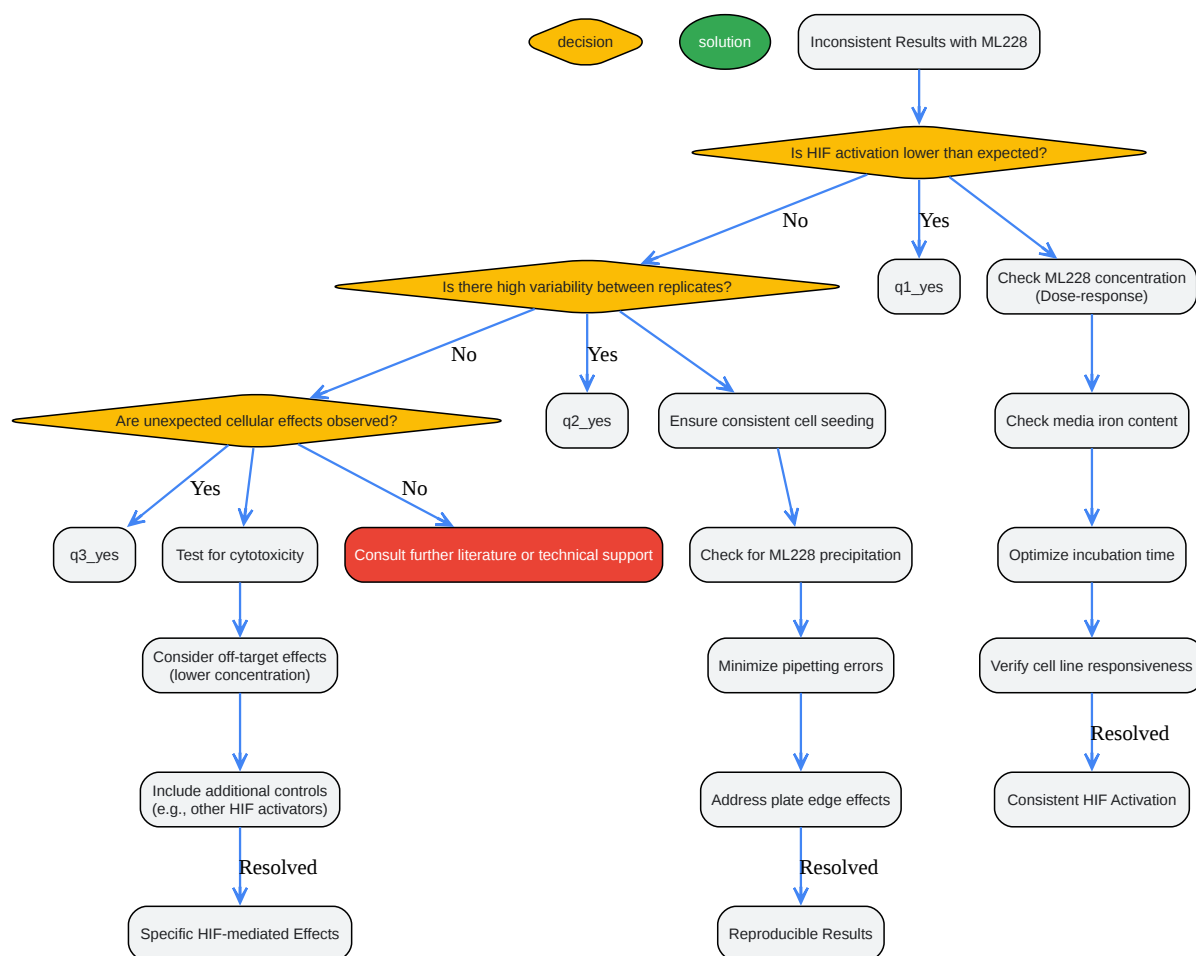 decision
solution
Inconsistent Results with ML228
Is HIF activation lower than expected?
No
Yes
Is there high variability between replicates?
q1_yes
Check ML228 concentration
(Dose-response)
No
Yes
Are unexpected cellular effects observed?
q2_yes
Ensure consistent cell seeding
Check media iron content
Yes
No
q3_yes
Test for cytotoxicity
Consult further literature or technical support
Check for ML228 precipitation
Optimize incubation time
Consider off-target effects
(lower concentration)
Minimize pipetting errors
Verify cell line responsiveness
Resolved
Include additional controls
(e.g., other HIF activators)
Address plate edge effects
Consistent HIF Activation
Resolved
Resolved
Specific HIF-mediated Effects
Reproducible Results